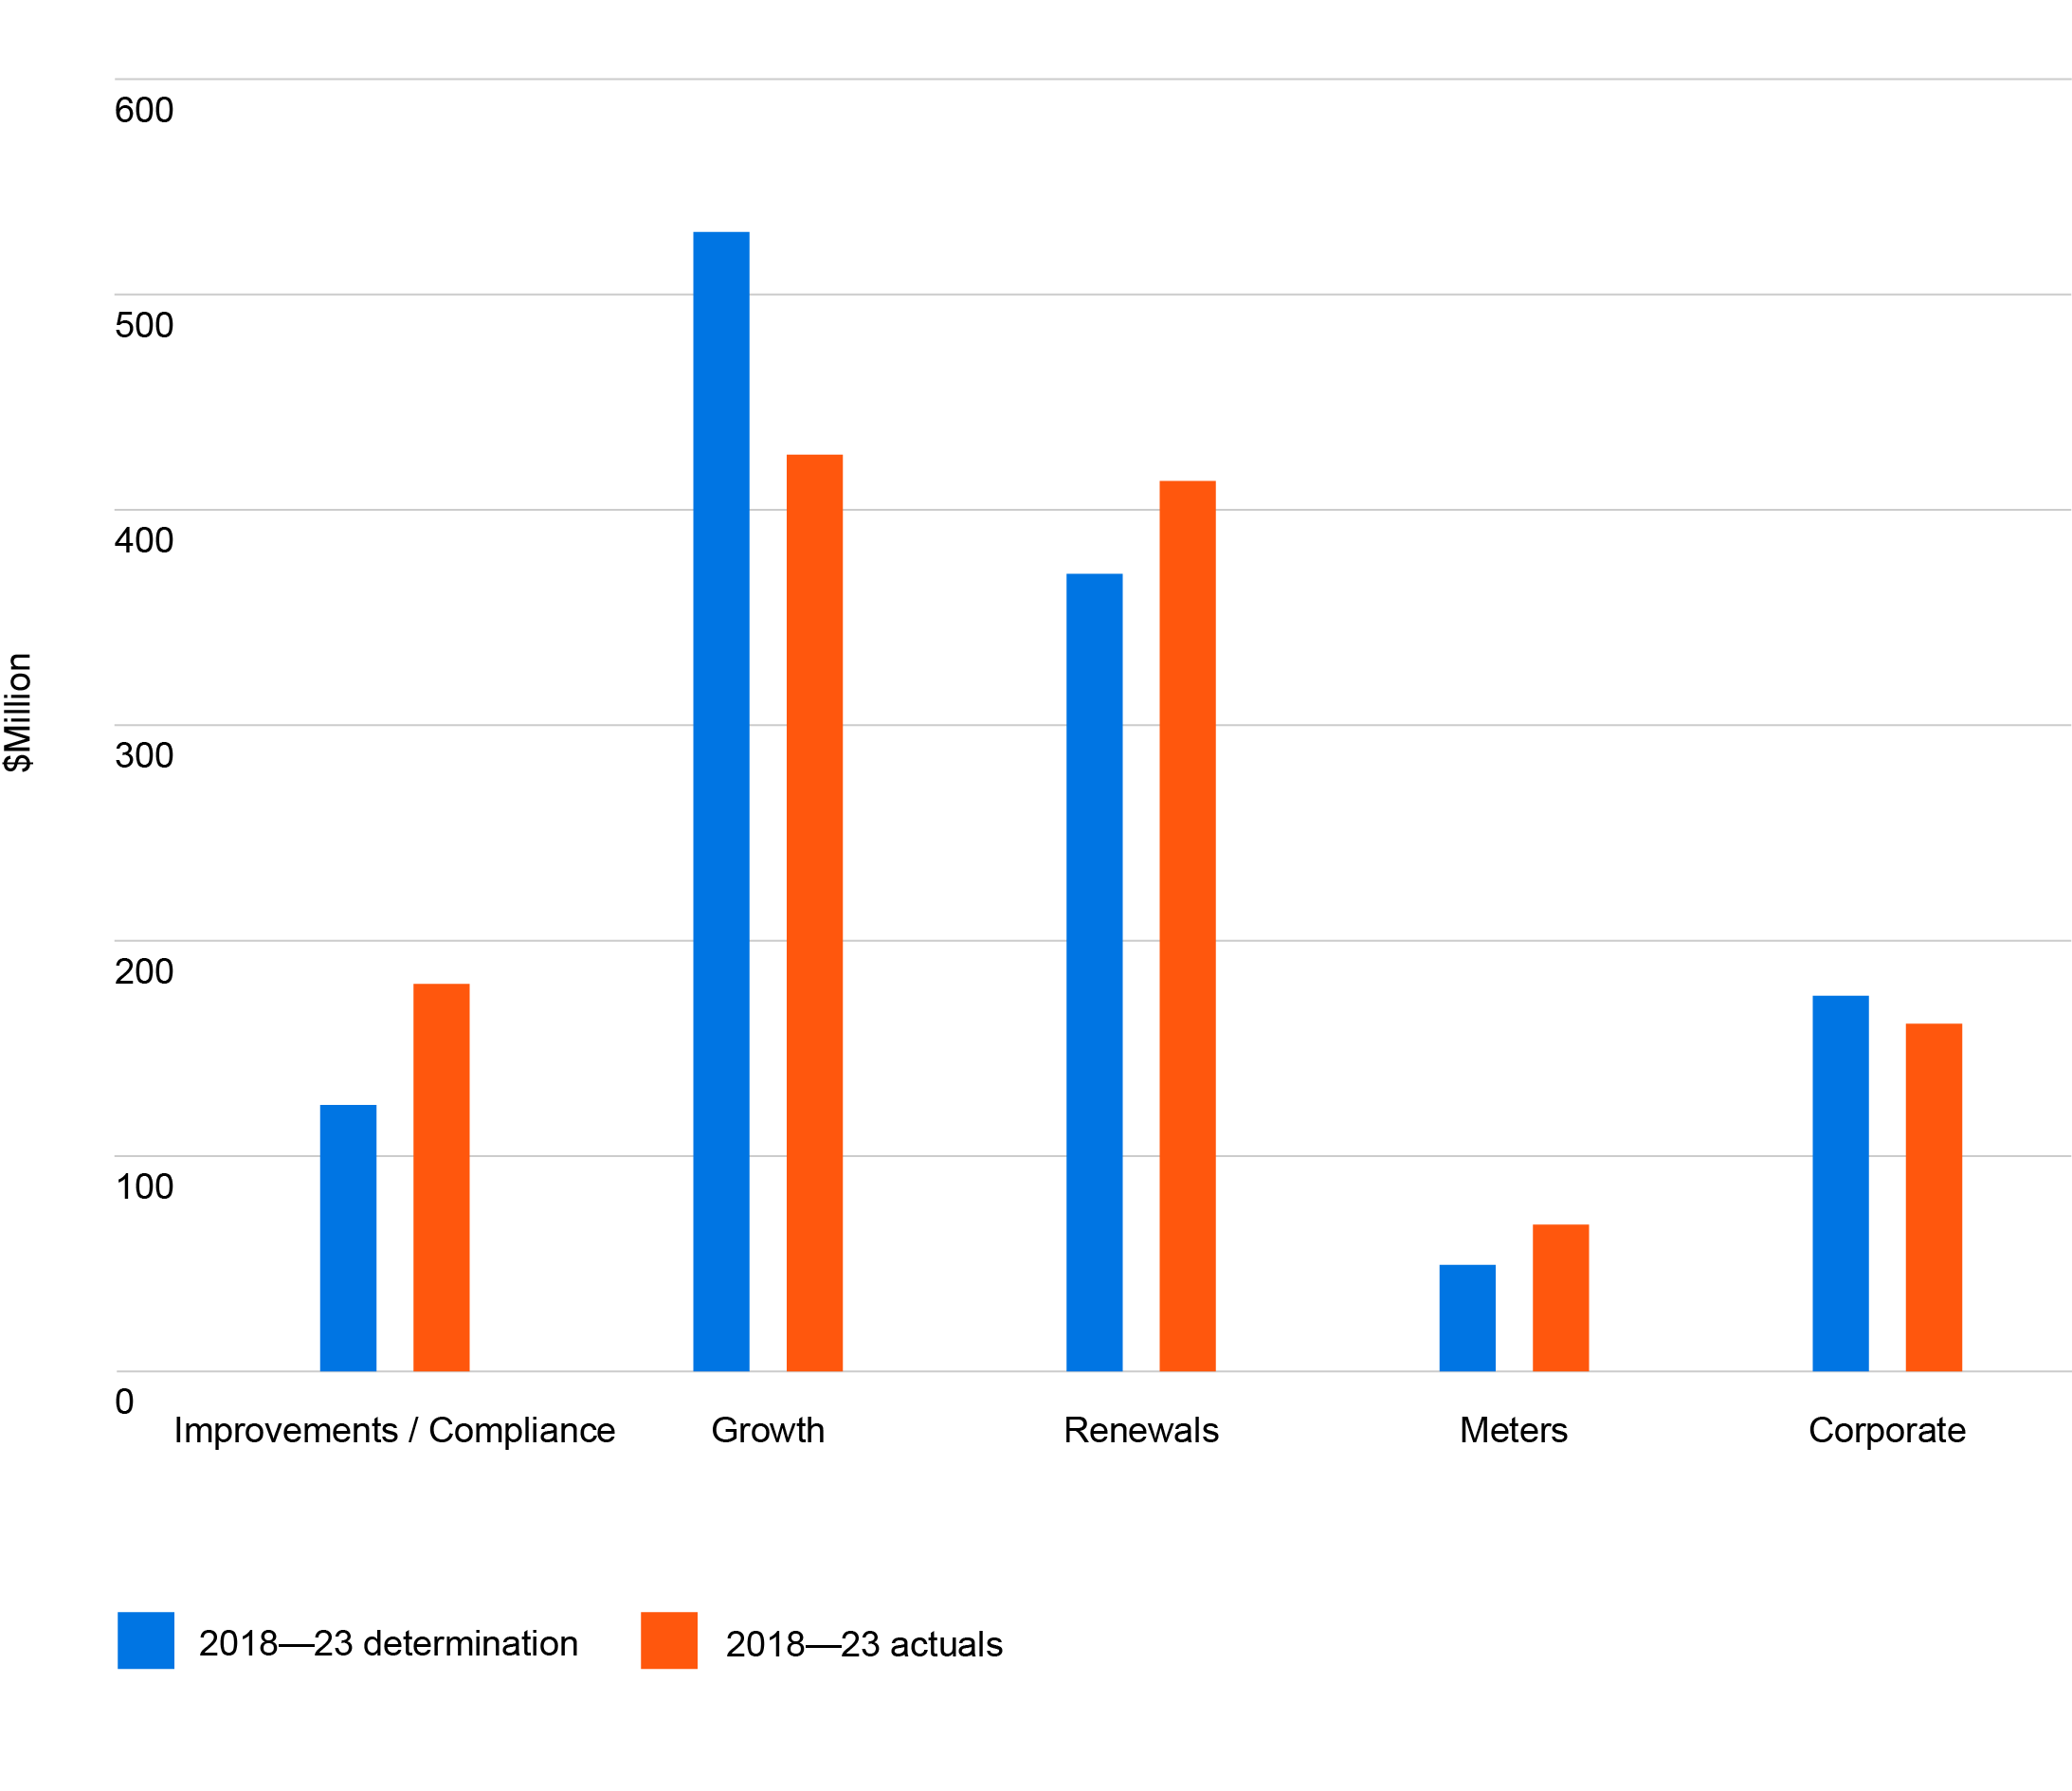 600
500
400
300
200
100
0
$Million
Improvements / Compliance
Growth
Renewals
Meters
Corporate
2018—23 determination
2018—23 actuals